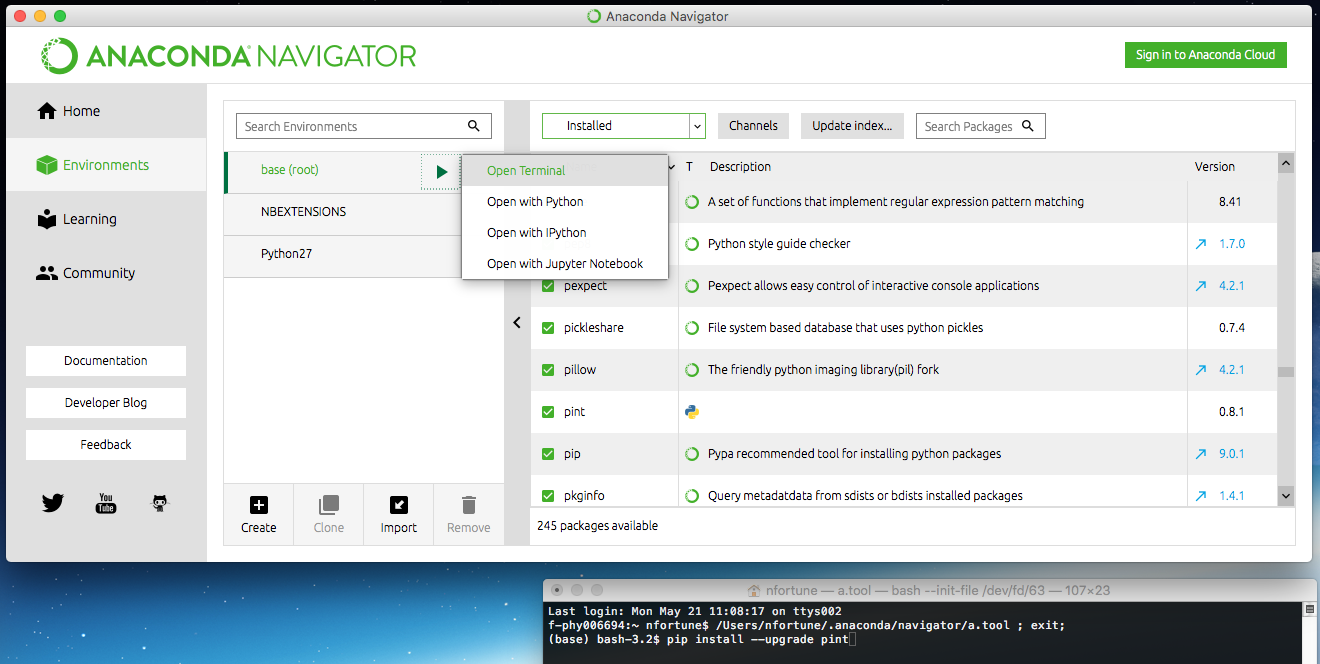 Anaconda Navigator
ANACONDA NAVIGATOR
Sign in to Anaconda Cloud
Home
Environments
Learning
Community
Documentation
Developer Blog
Feedback
You
Tube
Search Environments
base (root)
NBEXTENSIONS
Python27
Open Terminal
Open with Python
Open with IPython
Open with Jupyter Notebook
Create
Clone
Import
Remove
Installed
Channels
Update index...
Search Packages
T Description Version
A set of functions that implement regular expression pattern matching 8.41
Python style guide checker 1.7.0
pexpect Pexpect allows easy control of interactive console applications 4.2.1
pickleshare File system based database that uses python pickles 0.7.4
pillow The friendly python imaging library(pil) fork 4.2.1
pint 0.8.1
pip Pypa recommended tool for installing python packages 9.0.1
pkginfo Query metadatdata from sdists or bdists installed packages 1.4.1
245 packages available
nfortune — a.tool — bash --init-file /dev/fd/63 — 107×23
Last login: Mon May 21 11:08:17 on ttys002
f-phy006694:~ nfortune$ /Users/nfortune/.anaconda/navigator/a.tool ; exit;
(base) bash-3.2$ pip install --upgrade pint